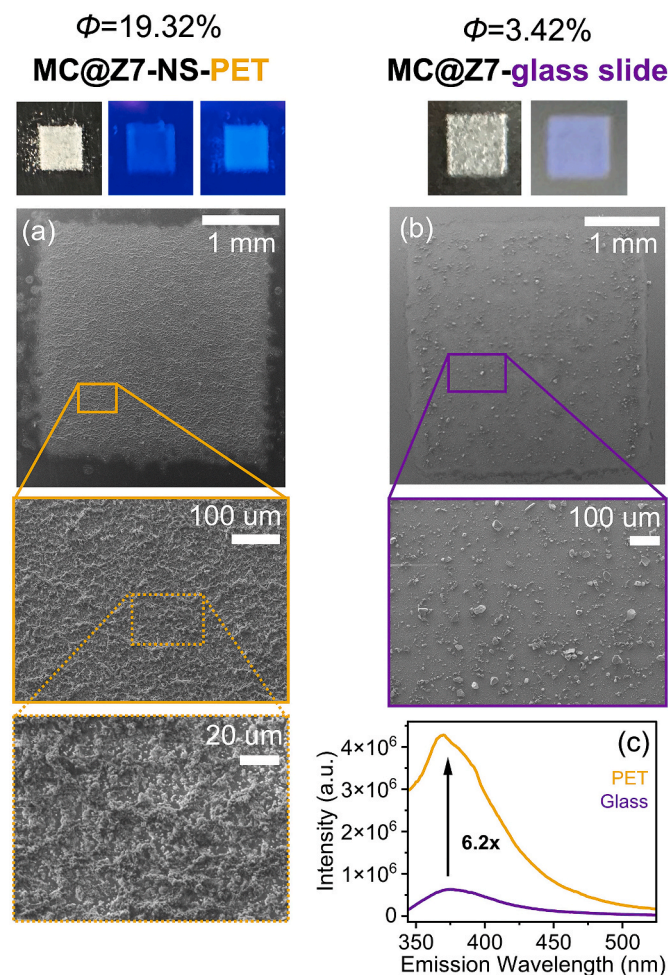 Φ=19.32%
MC@Z7-NS-PET
(a)
1 mm
100 um
20 um
Φ=3.42%
MC@Z7-glass slide
(b)
1 mm
100 um
(c)
PET
Glass
6.2x
4×10⁶
3×10⁶
2×10⁶
1×10⁶
0
Intensity (a.u.)
350
400
450
500
Emission Wavelength (nm)